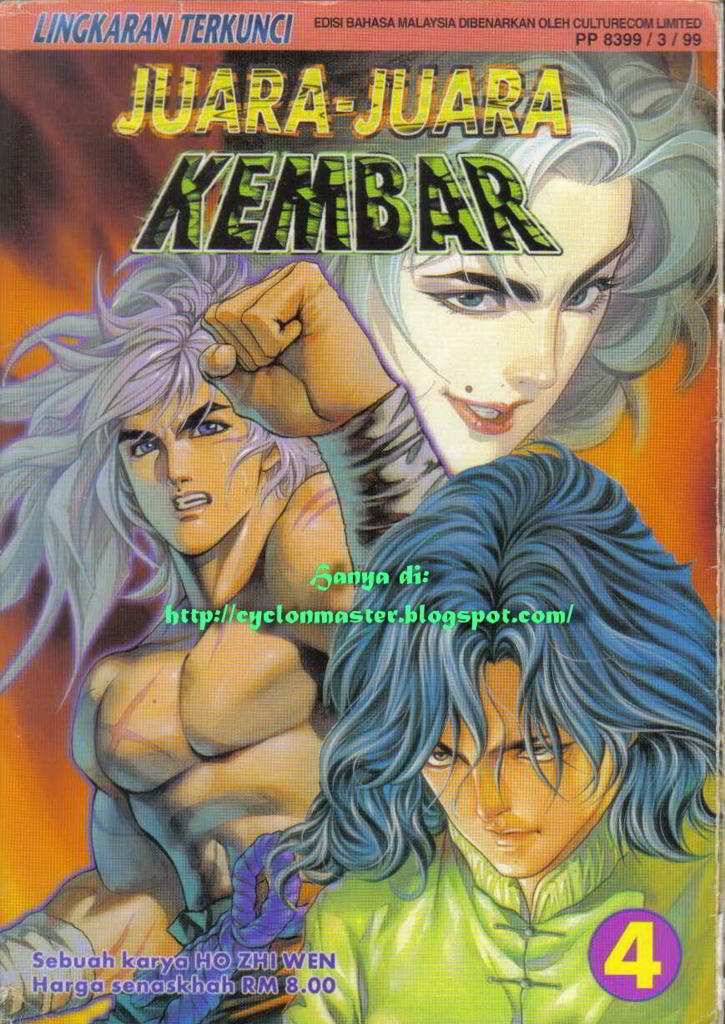 LINGKARAN TERKUNCI
EDISI BAHASA MALAYSIA DIBENARKAN OLEH CULTURECOM LIMITED
PP 8399 / 3 / 99
JUARA-JUARA
KEMBAR
Hanya di:
http://cyclonmaster.blogspot.com/
Sebuah karya HO ZHI WEN
Harga senaskhah RM 8.00
4